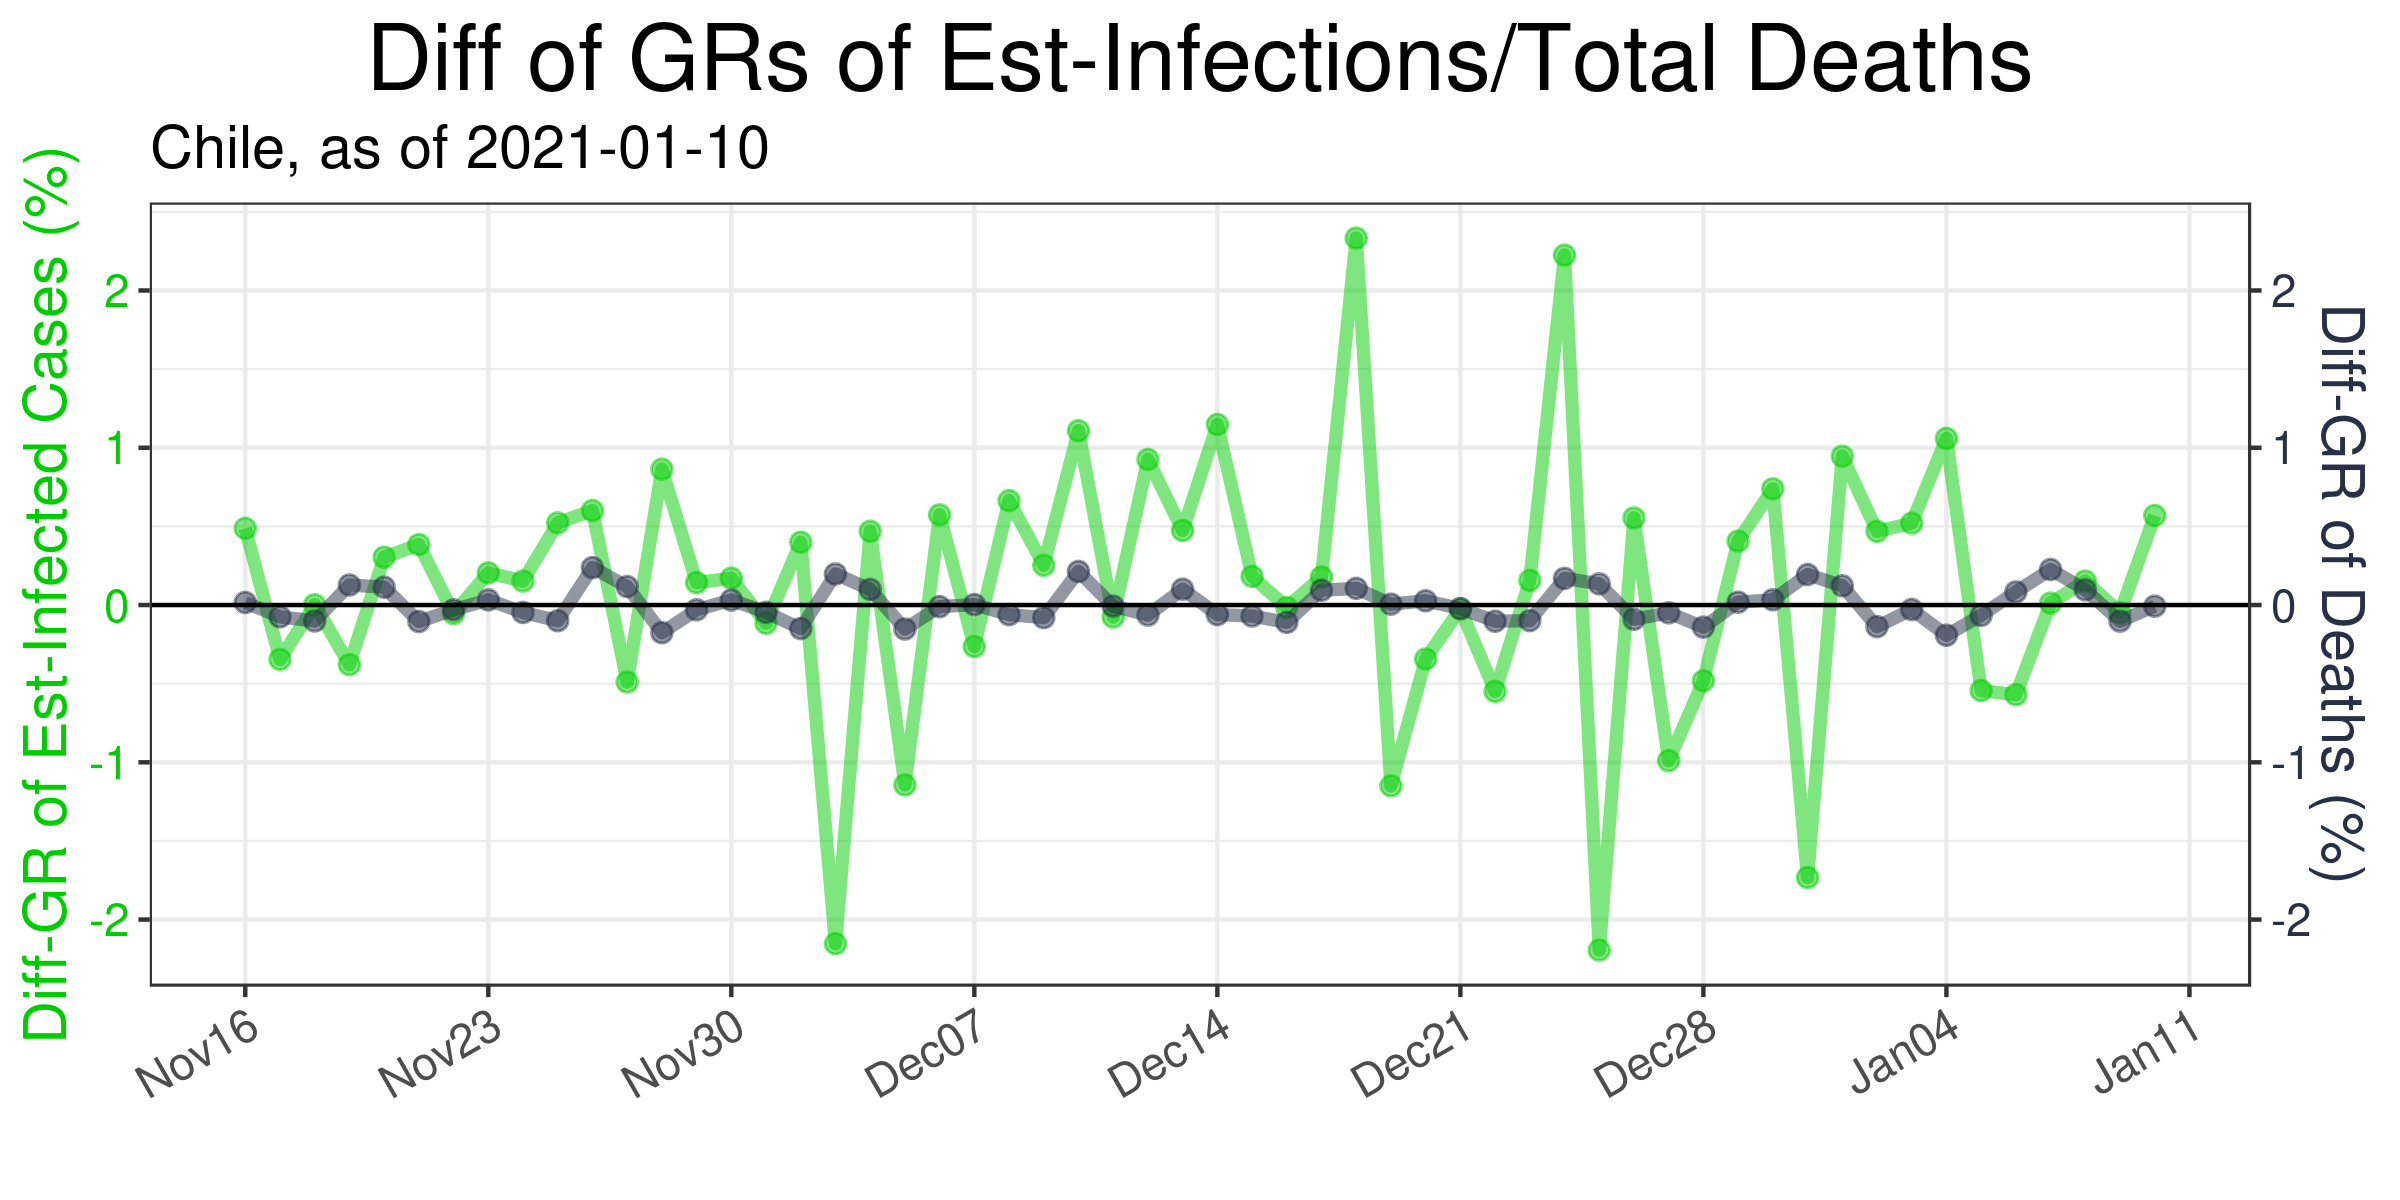 Diff of GRs of Est-Infections/Total Deaths
Chile, as of 2021-01-10
Diff-GR of Est-Infected Cases (%)
2
1
0
-1
-2
2
1
0
-1
-2
Diff-GR of Deaths (%)
Nov16
Nov23
Nov30
Dec07
Dec14
Dec21
Dec28
Jan04
Jan11